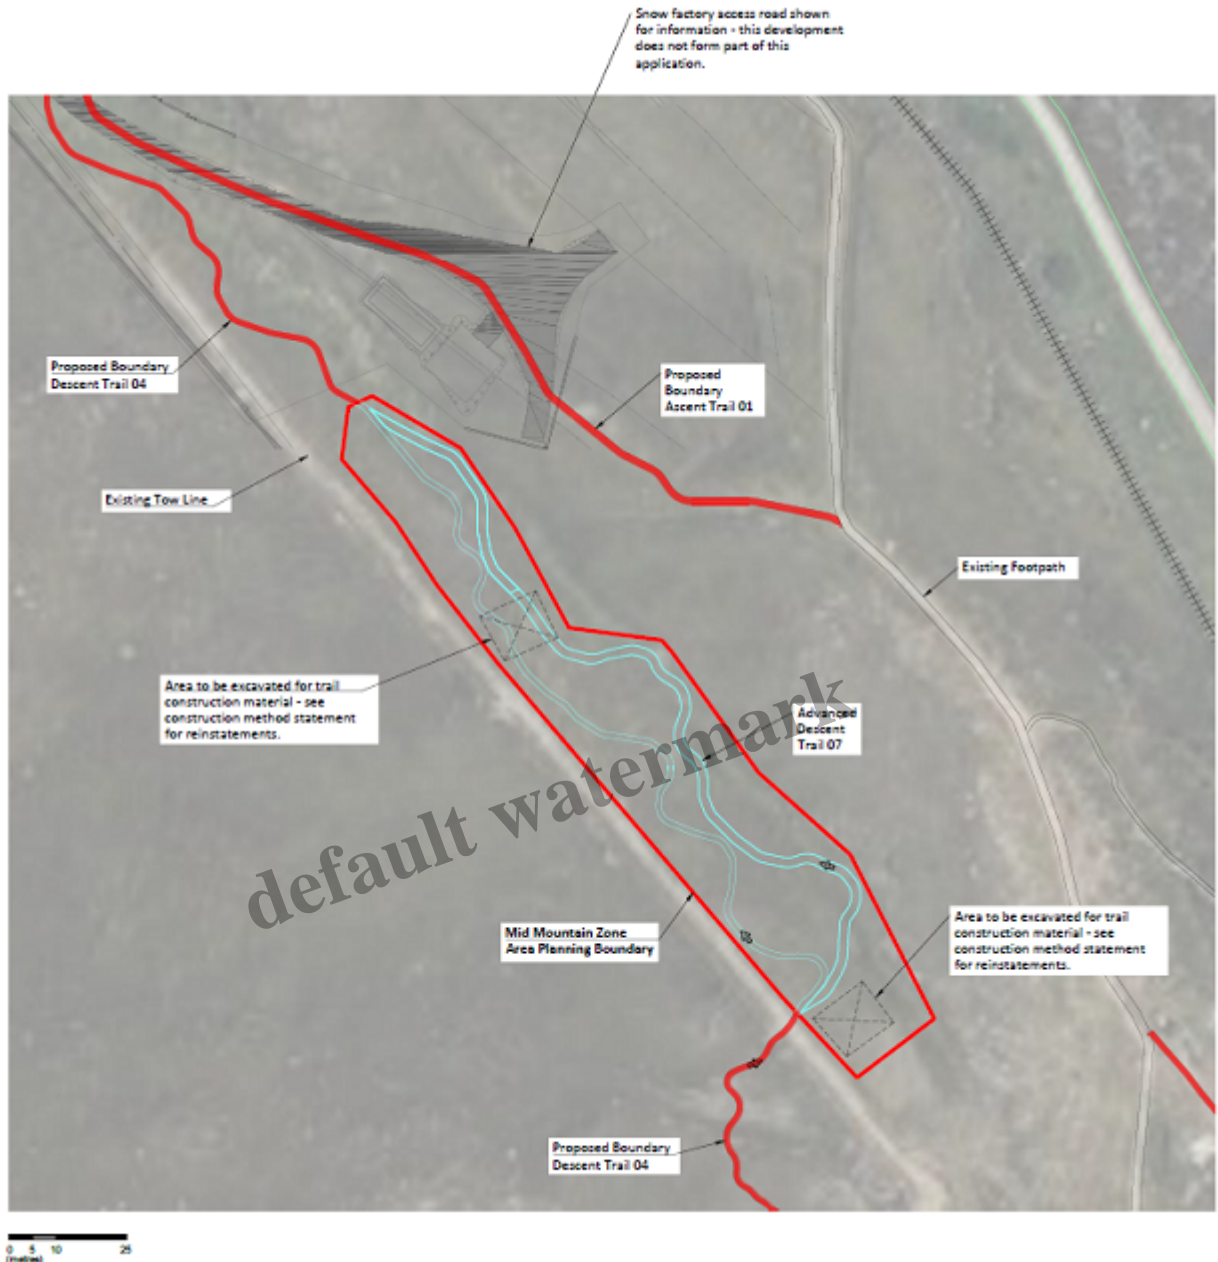 Snow factory access road shown
for information - this development
does not form part of this
application.
Proposed Boundary
Descent Trail 04
Proposed
Boundary
Ascent Trail 01
Existing Tow Line
Existing Footpath
Area to be excavated for trail
construction material - see
construction method statement
for reinstatements.
Advanced
Descent
Trail 07
default watermark
Mid Mountain Zone
Area Planning Boundary
Area to be excavated for trail
construction material - see
construction method statement
for reinstatements.
Proposed Boundary
Descent Trail 04
0 5 10 25
(metres)